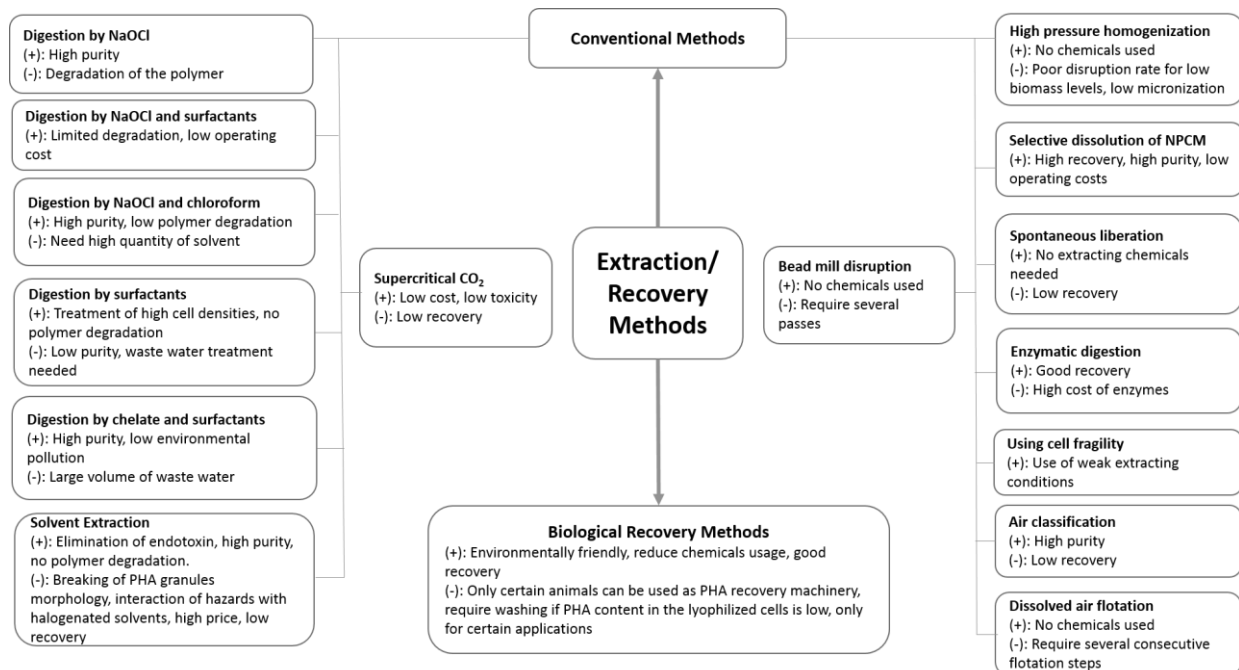 Conventional Methods
Digestion by NaOCl
(+): High purity
(-): Degradation of the polymer
Digestion by NaOCl and surfactants
(+): Limited degradation, low operating
cost
Digestion by NaOCl and chloroform
(+): High purity, low polymer degradation
(-): Need high quantity of solvent
Digestion by surfactants
(+): Treatment of high cell densities, no
polymer degradation
(-): Low purity, waste water treatment
needed
Digestion by chelate and surfactants
(+): High purity, low environmental
pollution
(-): Large volume of waste water
Solvent Extraction
(+): Elimination of endotoxin, high purity,
no polymer degradation.
(-): Breaking of PHA granules
morphology, interaction of hazards with
halogenated solvents, high price, low
recovery
Supercritical CO₂
(+): Low cost, low toxicity
(-): Low recovery
Extraction/
Recovery
Methods
Bead mill disruption
(+): No chemicals used
(-): Require several
passes
High pressure homogenization
(+): No chemicals used
(-): Poor disruption rate for low
biomass levels, low micronization
Selective dissolution of NPCM
(+): High recovery, high purity, low
operating costs
Spontaneous liberation
(+): No extracting chemicals
needed
(-): Low recovery
Enzymatic digestion
(+): Good recovery
(-): High cost of enzymes
Using cell fragility
(+): Use of weak extracting
conditions
Air classification
(+): High purity
(-): Low recovery
Dissolved air flotation
(+): No chemicals used
(-): Require several consecutive
flotation steps
Biological Recovery Methods
(+): Environmentally friendly, reduce chemicals usage, good
recovery
(-): Only certain animals can be used as PHA recovery machinery,
require washing if PHA content in the lyophilized cells is low, only
for certain applications